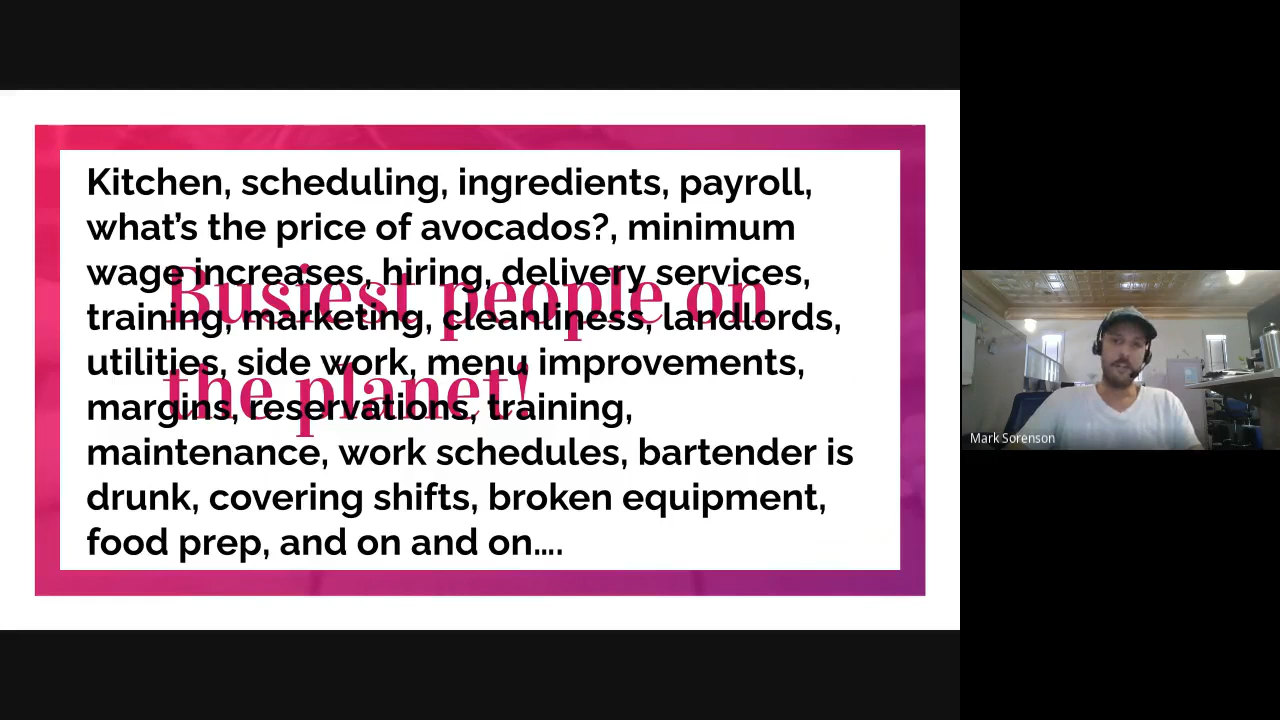 Kitchen, scheduling, ingredients, payroll,
what’s the price of avocados?, minimum
wage increases, hiring, delivery services,
training, marketing, cleanliness, landlords,
utilities, side work, menu improvements,
margins, reservations, training,
maintenance, work schedules, bartender is
drunk, covering shifts, broken equipment,
food prep, and on and on….
Busiest people on
the planet!
Mark Sorenson